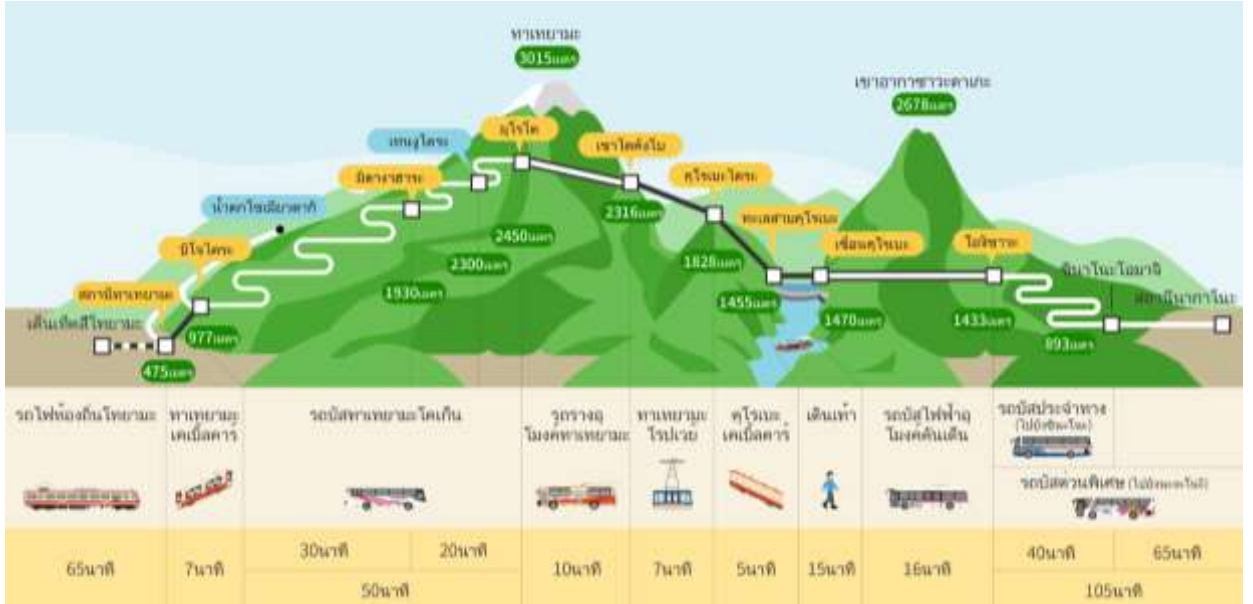 ทาเทยามะ
3015เมตร
เขาอากาซาวะดาเกะ
2678เมตร
เทนงูไดระ
มุโรโด
ไดคังโบ
มิดางาฮาระ
คุโรเบะไดระ
น้ำตกโชเมียวดากิ
2316เมตร
ทะเลสาบคุโรเบะ
2450เมตร
บิโจไดระ
เขื่อนคุโรเบะ
โอกิซาวะ
1828เมตร
2300เมตร
ชินาโนะโอมาจิ
สถานีทาเทยามะ
1930เมตร
1455เมตร
สถานีนากาโนะ
เด็นเท็ตสึโทยามะ
977เมตร
1470เมตร
1433เมตร
893เมตร
475เมตร
รถไฟท้องถิ่นโทยามะ
ทาเทยามะ
เคเบิ้ลคาร์
รถบัสทาเทยามะโคเก็น
รถรางอุ
โมงค์ทาเทยามะ
ทาเทยามะ
โรปเวย์
คุโรเบะ
เคเบิ้ลคาร์
เดินเท้า
รถบัสไฟฟ้าอุ
โมงค์คันเด็น
รถบัสประจำทาง
รถบัสด่วนพิเศษ
65นาที
7นาที
30นาที
20นาที
50นาที
10นาที
7นาที
5นาที
15นาที
16นาที
40นาที
65นาที
105นาที